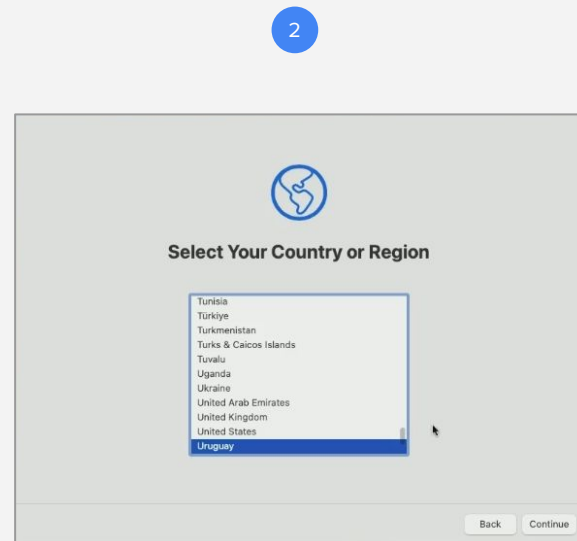 2
Select Your Country or Region
Tunisia
Türkiye
Turkmenistan
Turks & Caicos Islands
Tuvalu
Uganda
Ukraine
United Arab Emirates
United Kingdom
United States
Uruguay
Back Continue